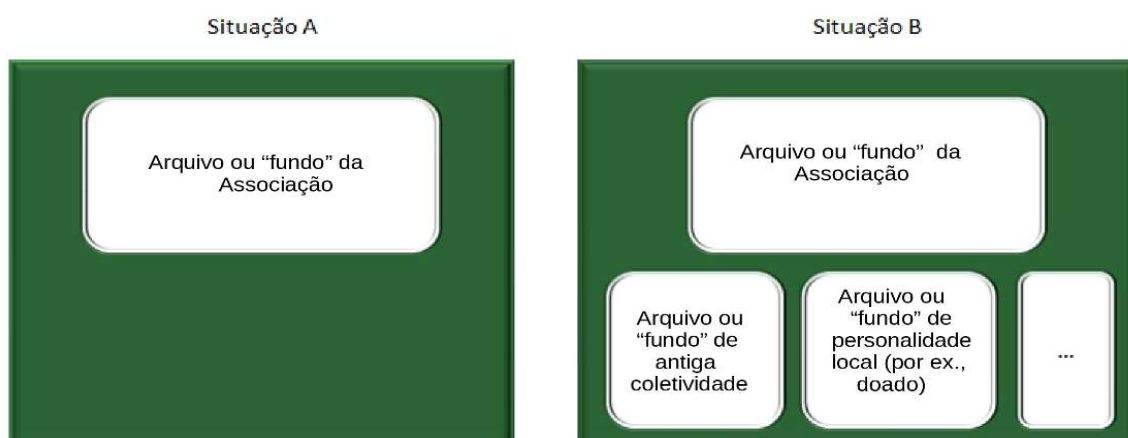 Situação A
Situação B
Arquivo ou “fundo” da
Associação
Arquivo ou “fundo” da
Associação
Arquivo ou
“fundo” de
antiga
coletividade
Arquivo ou
“fundo” de
personalidade
local (por ex.,
doado)
...